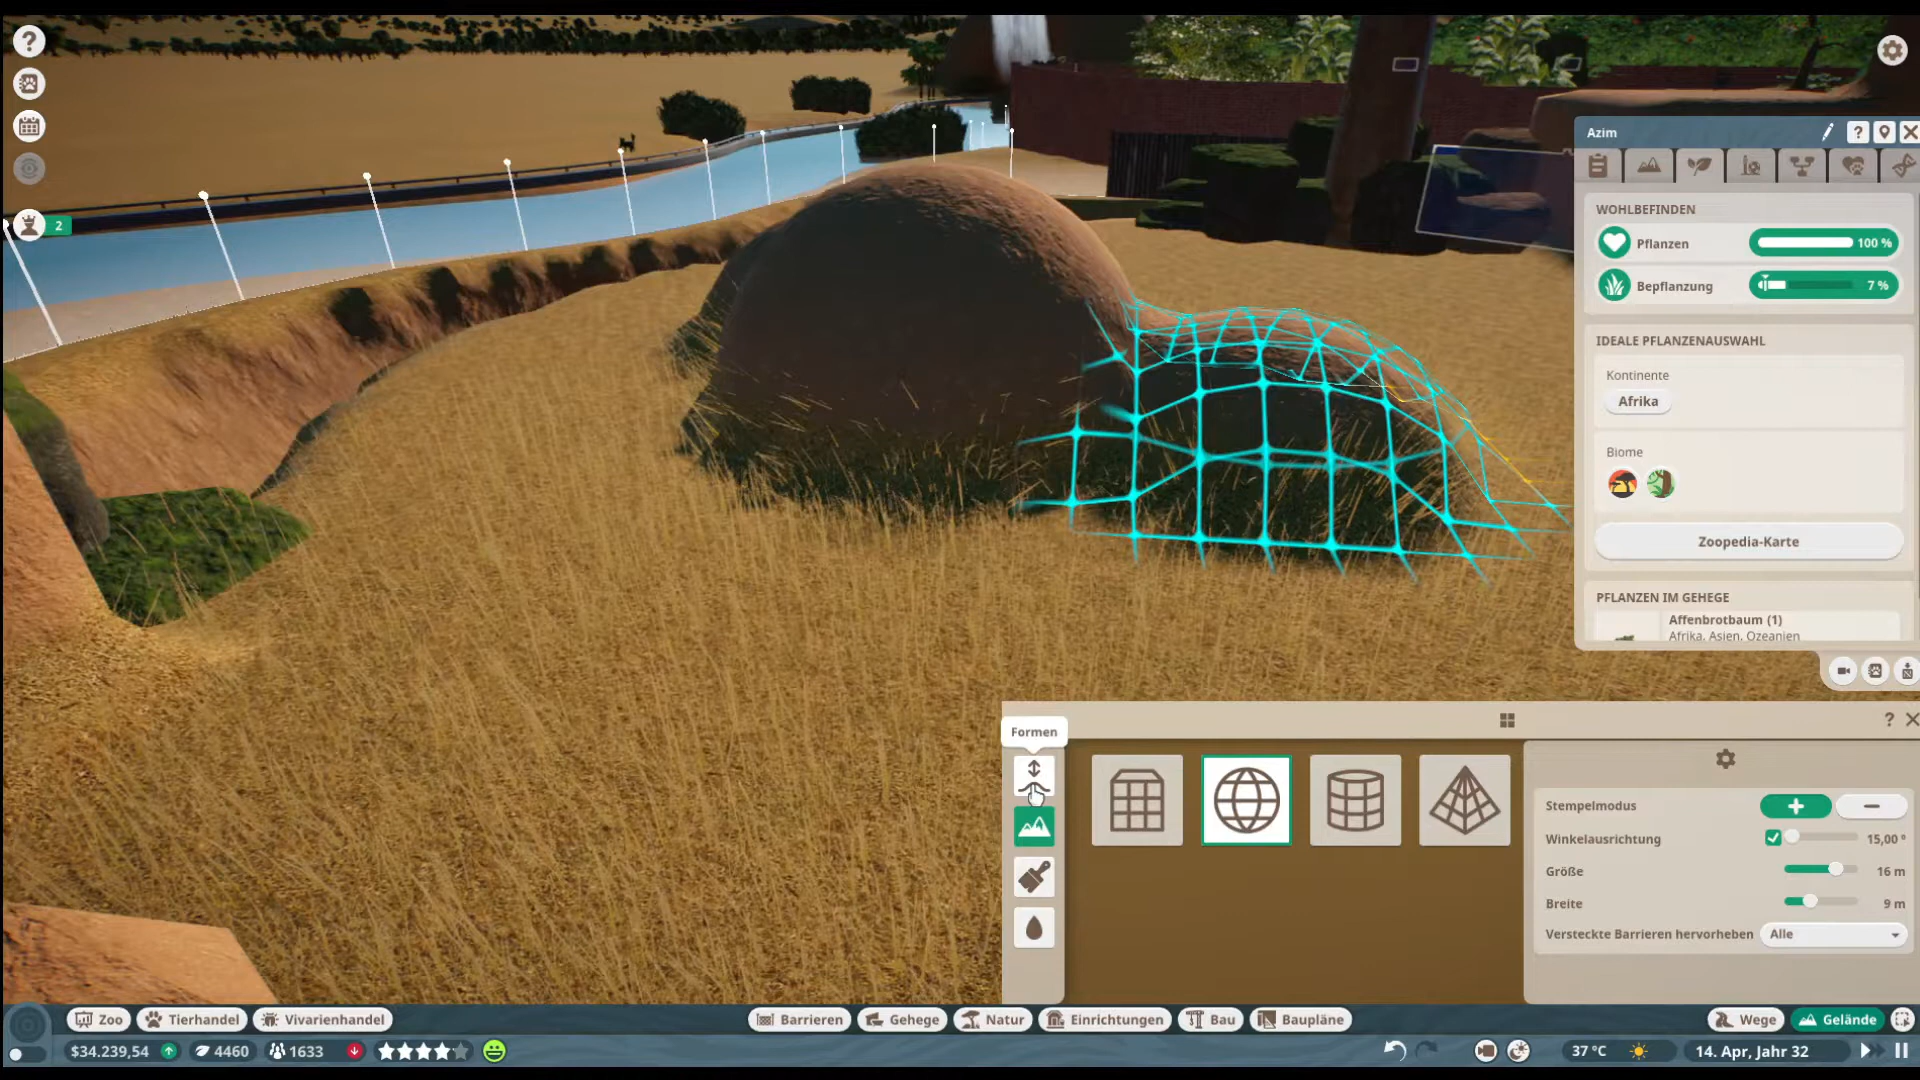 2
Azim
?
WOHLBEFINDEN
Pflanzen
100 %
Bepflanzung
7 %
IDEALE PFLANZENAUSWAHL
Kontinente
Afrika
Biome
Zoopedia-Karte
PFLANZEN IM GEHEGE
Affenbrotbaum (1)
Afrika, Asien, Ozeanien
Formen
?
Stempelmodus
Winkelausrichtung
15,00 °
Größe
16 m
Breite
9 m
Versteckte Barrieren hervorheben
Alle
Zoo
Tierhandel
Vivarienhandel
Barrieren
Gehege
Natur
Einrichtungen
Bau
Baupläne
Wege
Gelände
$34.239,54
4460
1633
37 °C
14. Apr, Jahr 32